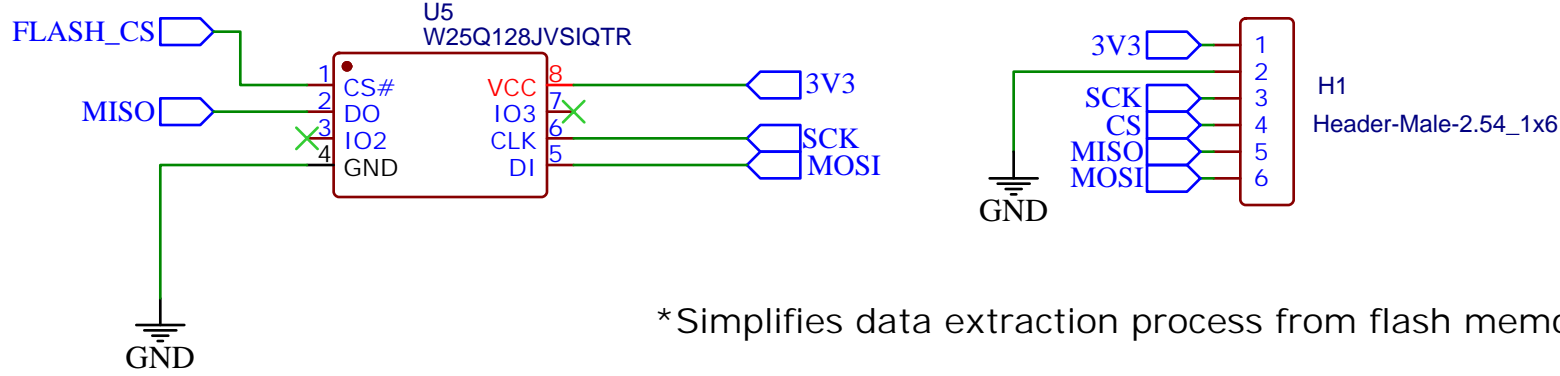 U5
W25Q128JVSIQTR
FLASH_CS
MISO
1 CS#
2 DO
3 IO2
4 GND
8 VCC
7 IO3
6 CLK
5 DI
3V3
SCK
MOSI
GND
3V3
SCK
CS
MISO
MOSI
1
2
3
4
5
6
H1
Header-Male-2.54_1x6
GND
*Simplifies data extraction process from flash